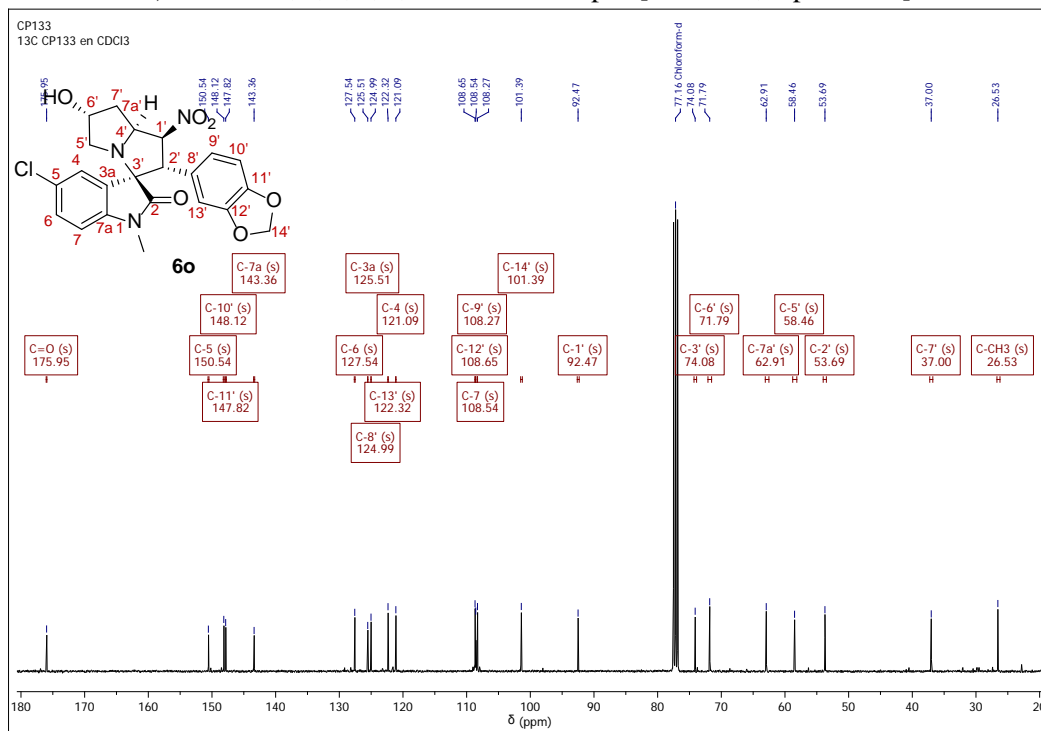 CP133
13C CP133 en CDCl3
175.95
150.54
148.12
147.82
143.36
127.54
125.51
124.99
122.32
121.09
108.65
108.54
108.27
101.39
92.47
77.16 Chloroform-d
74.08
71.79
62.91
58.46
53.69
37.00
26.53
HO
6'
7'
7a'
H
5'
4'
1'
NO2
N
3'
2'
8'
9'
10'
11'
12'
13'
14'
O
O
Cl
5
4
3a
6
7
7a
N
1
2
O
6o
C-7a (s)
143.36
C-3a (s)
125.51
C-14' (s)
101.39
C-10' (s)
148.12
C-4 (s)
121.09
C-9' (s)
108.27
C-6' (s)
71.79
C-5' (s)
58.46
C=O (s)
175.95
C-5 (s)
150.54
C-6 (s)
127.54
C-12' (s)
108.65
C-1' (s)
92.47
C-3' (s)
74.08
C-7a' (s)
62.91
C-2' (s)
53.69
C-7' (s)
37.00
C-CH3 (s)
26.53
C-11' (s)
147.82
C-13' (s)
122.32
C-7 (s)
108.54
C-8' (s)
124.99
180 170 160 150 140 130 120 110 100 90 80 70 60 50 40 30 20
δ (ppm)